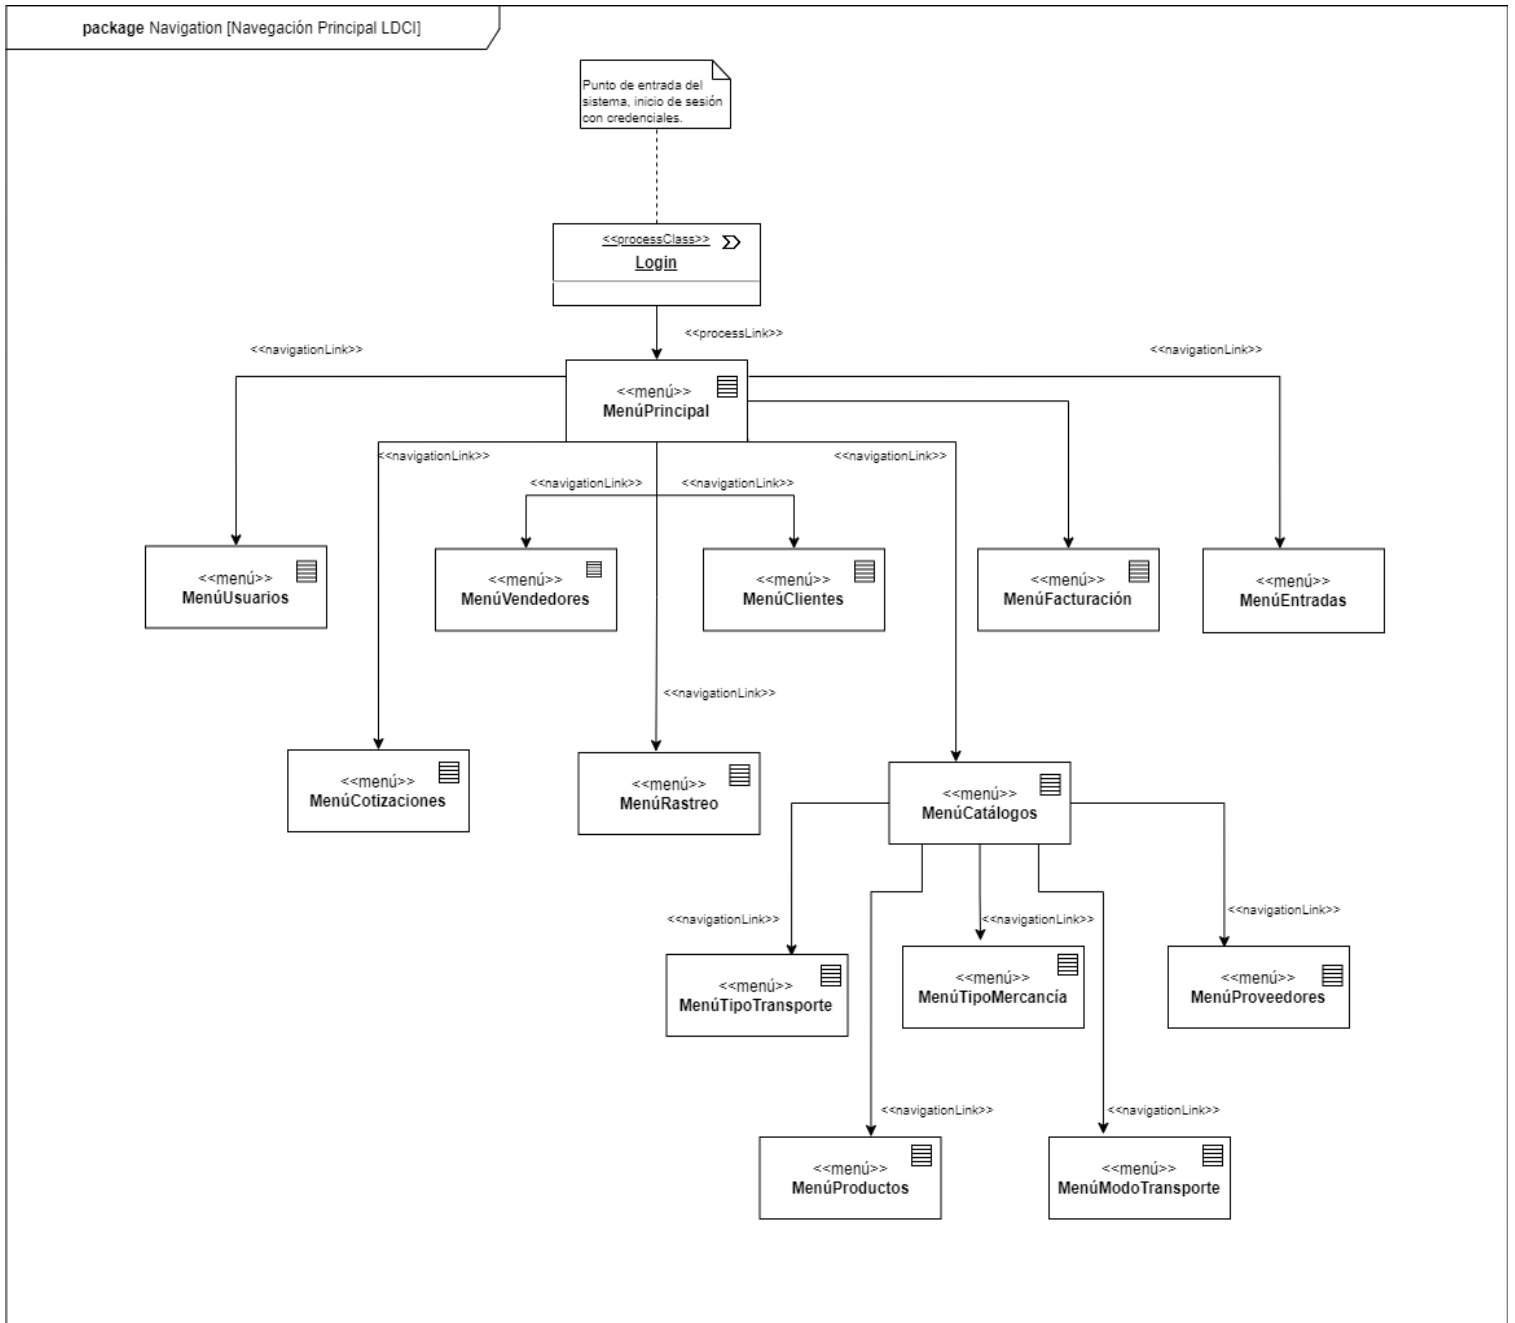 package Navigation [Navegación Principal LDCI]
Punto de entrada del
sistema, inicio de sesión
con credenciales.
<<processClass>>
Login
<<processLink>>
<<navigationLink>>
<<navigationLink>>
<<menú>>
MenúPrincipal
<<navigationLink>>
<<navigationLink>>
<<navigationLink>>
<<navigationLink>>
<<menú>>
MenúUsuarios
<<menú>>
MenúVendedores
<<menú>>
MenúClientes
<<menú>>
MenúFacturación
<<menú>>
MenúEntradas
<<navigationLink>>
<<menú>>
MenúCotizaciones
<<menú>>
MenúRastreo
<<menú>>
MenúCatálogos
<<navigationLink>>
<<navigationLink>>
<<navigationLink>>
<<menú>>
MenúTipoTransporte
<<menú>>
MenúTipoMercancía
<<menú>>
MenúProveedores
<<navigationLink>>
<<navigationLink>>
<<menú>>
MenúProductos
<<menú>>
MenúModoTransporte